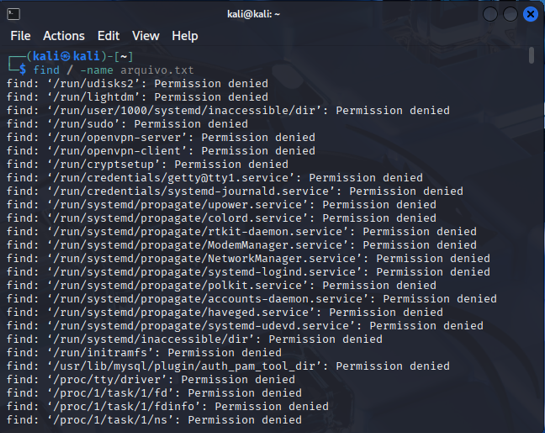 kali@kali: ~
File Actions Edit View Help
┌──(kali㉿kali)-[~]
└─$ find / -name arquivo.txt
find: ‘/run/udisks2’: Permission denied
find: ‘/run/lightdm’: Permission denied
find: ‘/run/user/1000/systemd/inaccessible/dir’: Permission denied
find: ‘/run/sudo’: Permission denied
find: ‘/run/openvpn-server’: Permission denied
find: ‘/run/openvpn-client’: Permission denied
find: ‘/run/cryptsetup’: Permission denied
find: ‘/run/credentials/getty@tty1.service’: Permission denied
find: ‘/run/credentials/systemd-journald.service’: Permission denied
find: ‘/run/systemd/propagate/upower.service’: Permission denied
find: ‘/run/systemd/propagate/colord.service’: Permission denied
find: ‘/run/systemd/propagate/rtkit-daemon.service’: Permission denied
find: ‘/run/systemd/propagate/ModemManager.service’: Permission denied
find: ‘/run/systemd/propagate/NetworkManager.service’: Permission denied
find: ‘/run/systemd/propagate/systemd-logind.service’: Permission denied
find: ‘/run/systemd/propagate/polkit.service’: Permission denied
find: ‘/run/systemd/propagate/accounts-daemon.service’: Permission denied
find: ‘/run/systemd/propagate/haveged.service’: Permission denied
find: ‘/run/systemd/propagate/systemd-udevd.service’: Permission denied
find: ‘/run/systemd/inaccessible/dir’: Permission denied
find: ‘/run/initramfs’: Permission denied
find: ‘/usr/lib/mysql/plugin/auth_pam_tool_dir’: Permission denied
find: ‘/proc/tty/driver’: Permission denied
find: ‘/proc/1/task/1/fd’: Permission denied
find: ‘/proc/1/task/1/fdinfo’: Permission denied
find: ‘/proc/1/task/1/ns’: Permission denied